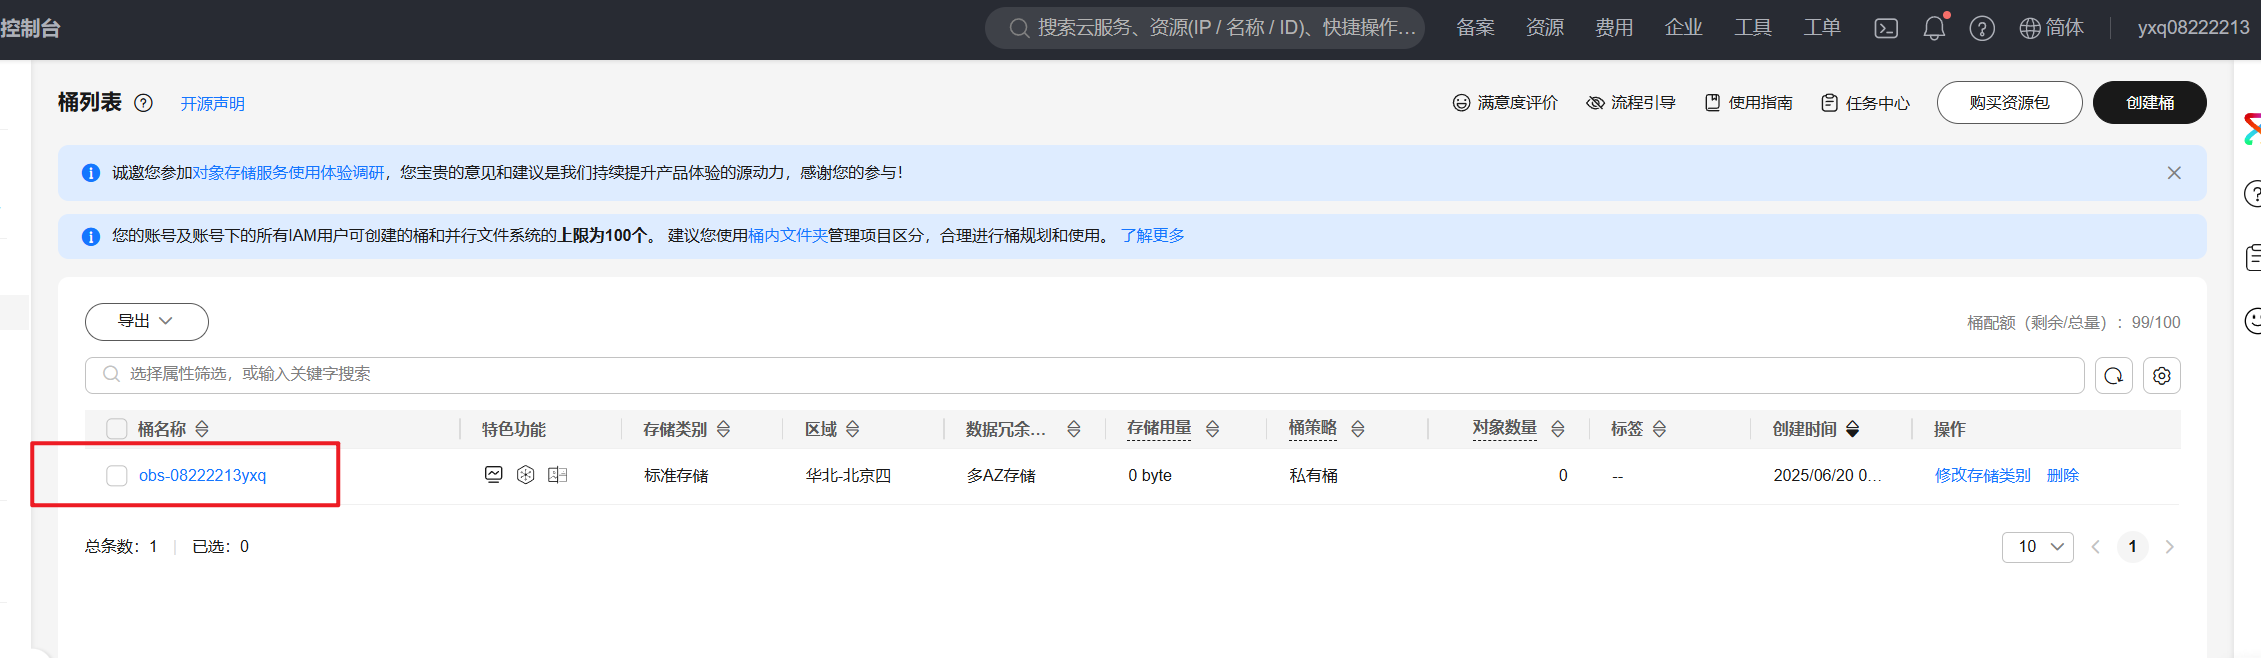 控制台
搜索云服务、资源(IP / 名称 / ID)、快捷操作…
备案
资源
费用
企业
工具
工单
简体
yxq08222213
桶列表
开源声明
满意度评价
流程引导
使用指南
任务中心
购买资源包
创建桶
诚邀您参加对象存储服务使用体验调研，您宝贵的意见和建议是我们持续提升产品体验的源动力，感谢您的参与！
您的账号及账号下的所有IAM用户可创建的桶和并行文件系统的上限为100个。 建议您使用桶内文件夹管理项目区分，合理进行桶规划和使用。 了解更多
导出
桶配额（剩余/总量）：99/100
选择属性筛选，或输入关键字搜索
桶名称 特色功能 存储类别 区域 数据冗余… 存储用量 桶策略 对象数量 标签 创建时间 操作
obs-08222213yxq 标准存储 华北-北京四 多AZ存储 0 byte 私有桶 0 -- 2025/06/20 0… 修改存储类别 删除
总条数：1 已选：0
10
1